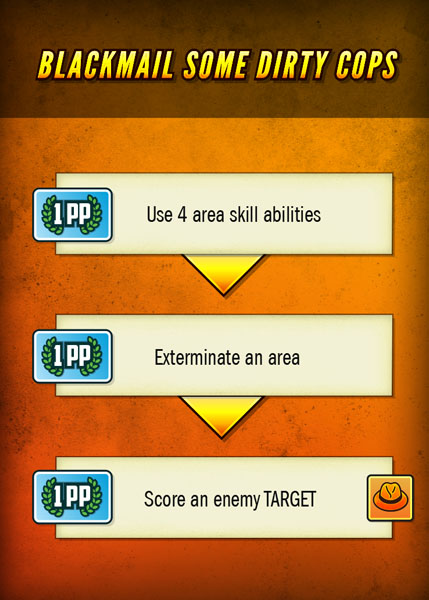 BLACKMAIL SOME DIRTY COPS
1 PP
Use 4 area skill abilities
1 PP
Exterminate an area
1 PP
Score an enemy TARGET